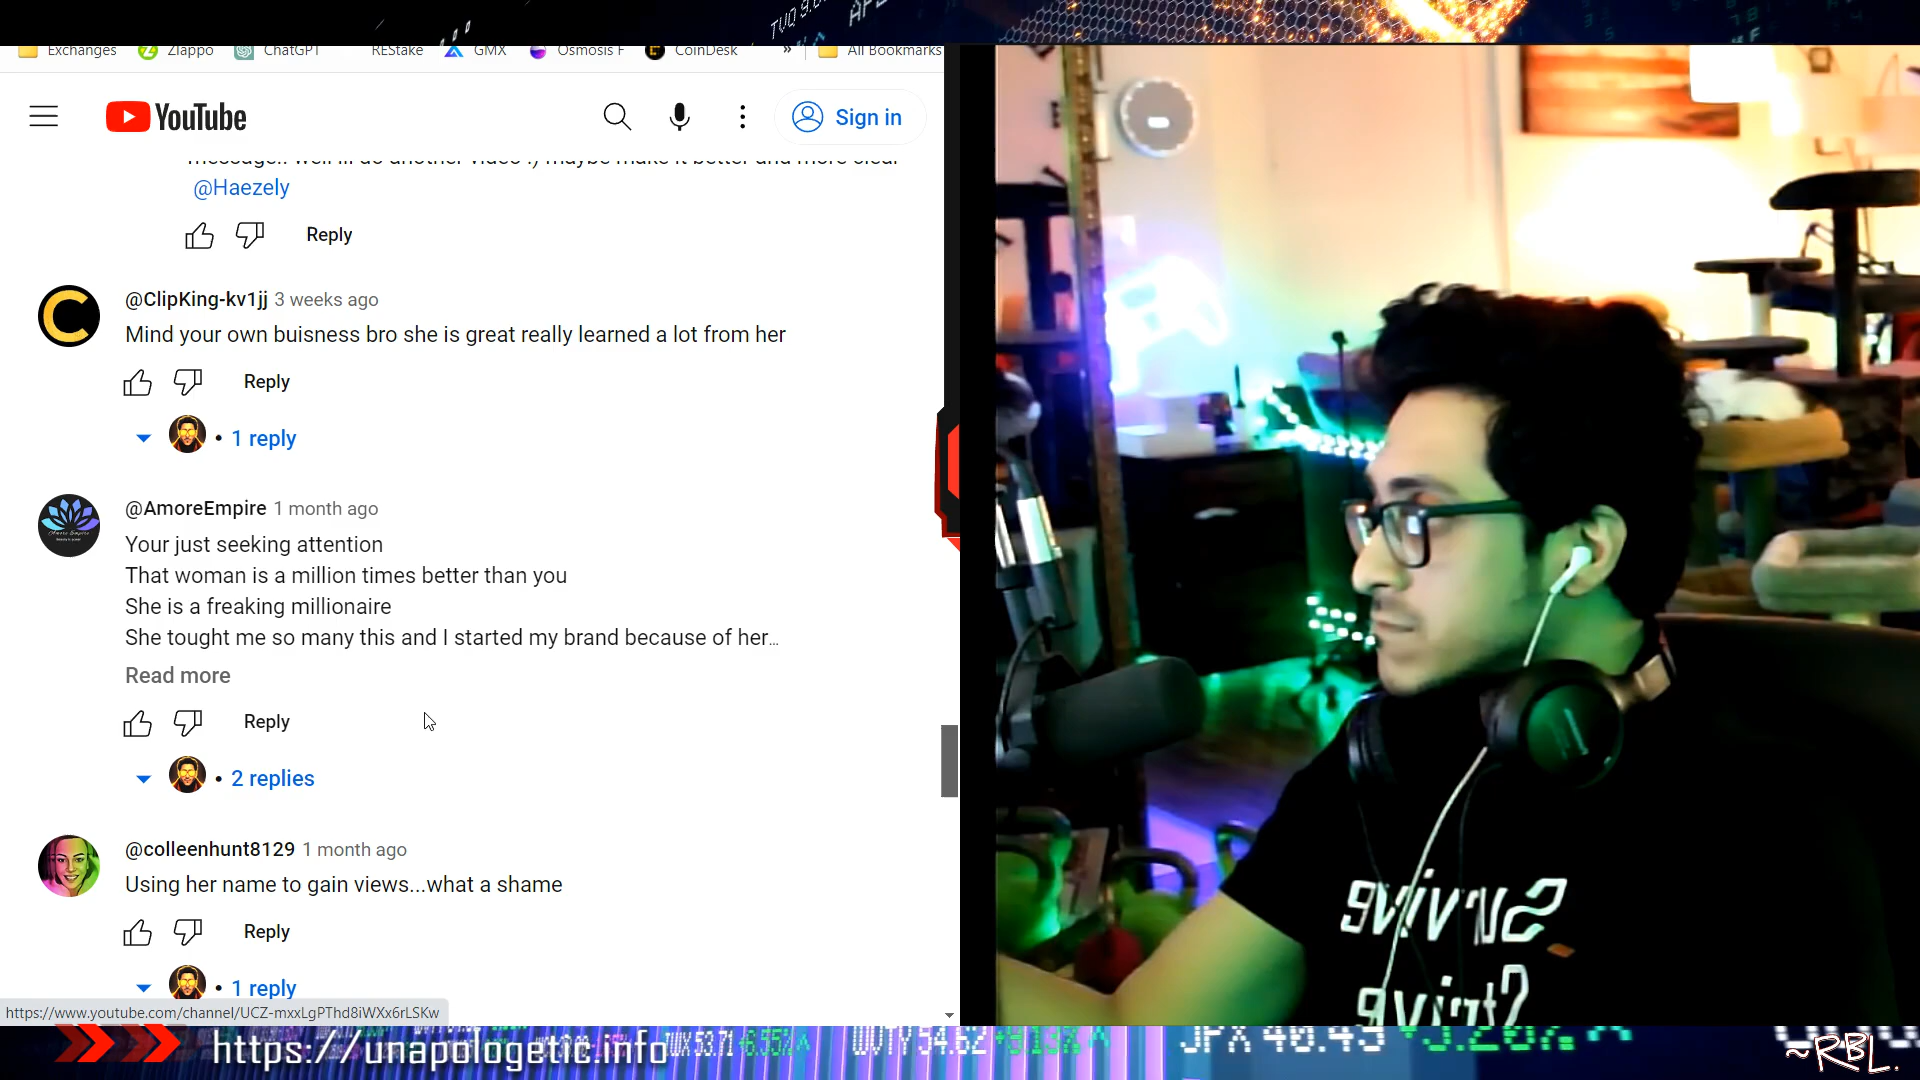 Exchanges
Zlappo
ChatGPT
REStake
GMX
Osmosis F
CoinDesk
»
All Bookmarks
YouTube
Sign in
@Haezely
Reply
@ClipKing-kv1jj 3 weeks ago
Mind your own buisness bro she is great really learned a lot from her
Reply
• 1 reply
@AmoreEmpire 1 month ago
Your just seeking attention
That woman is a million times better than you
She is a freaking millionaire
She tought me so many this and I started my brand because of her...
Read more
Reply
• 2 replies
@colleenhunt8129 1 month ago
Using her name to gain views...what a shame
Reply
• 1 reply
https://www.youtube.com/channel/UCZ-mxxLgPThd8iWXx6rLSKw
https://unapologetic.info
~RBL.